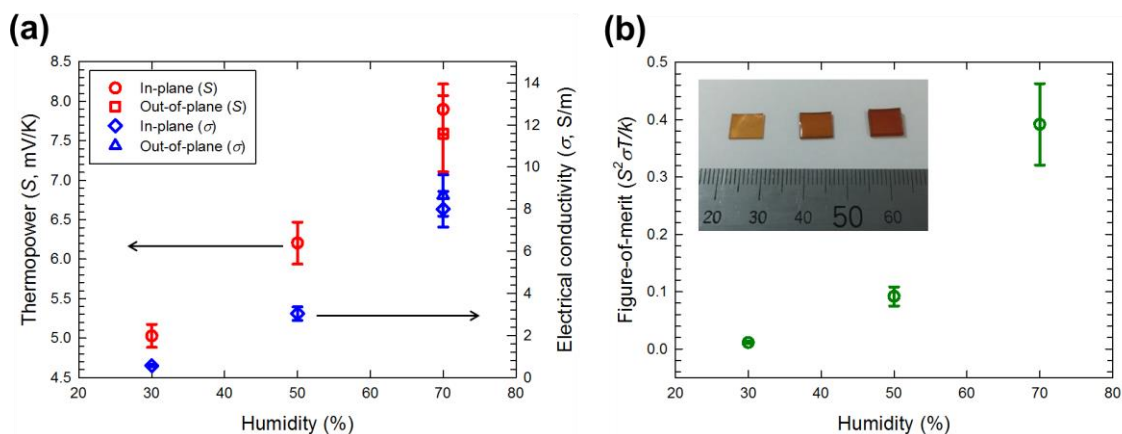 (a)
8.5
8.0
7.5
7.0
6.5
6.0
5.5
5.0
4.5
Thermopower (S, mV/K)
In-plane (S)
Out-of-plane (S)
In-plane (σ)
Out-of-plane (σ)
14
12
10
8
6
4
2
0
Electrical conductivity (σ, S/m)
20 30 40 50 60 70 80
Humidity (%)
(b)
0.5
0.4
0.3
0.2
0.1
0.0
Figure-of-merit (S²σT/k)
20 30 40 50 60
20 30 40 50 60 70 80
Humidity (%)